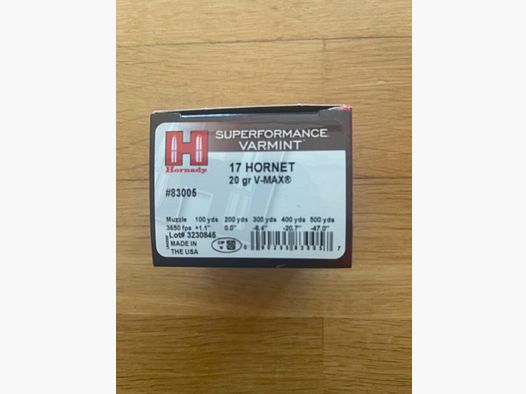 SUPERFORMANCE
VARMINT
H
Hornady
17 HORNET
20 gr V-MAX®
#83005
Muzzle 100 yds 200 yds 300 yds 400 yds 500 yds
3650 fps +1.1" 0.0" -6.4" -20.7" -47.0"
Lot# 3230845
MADE IN
THE USA